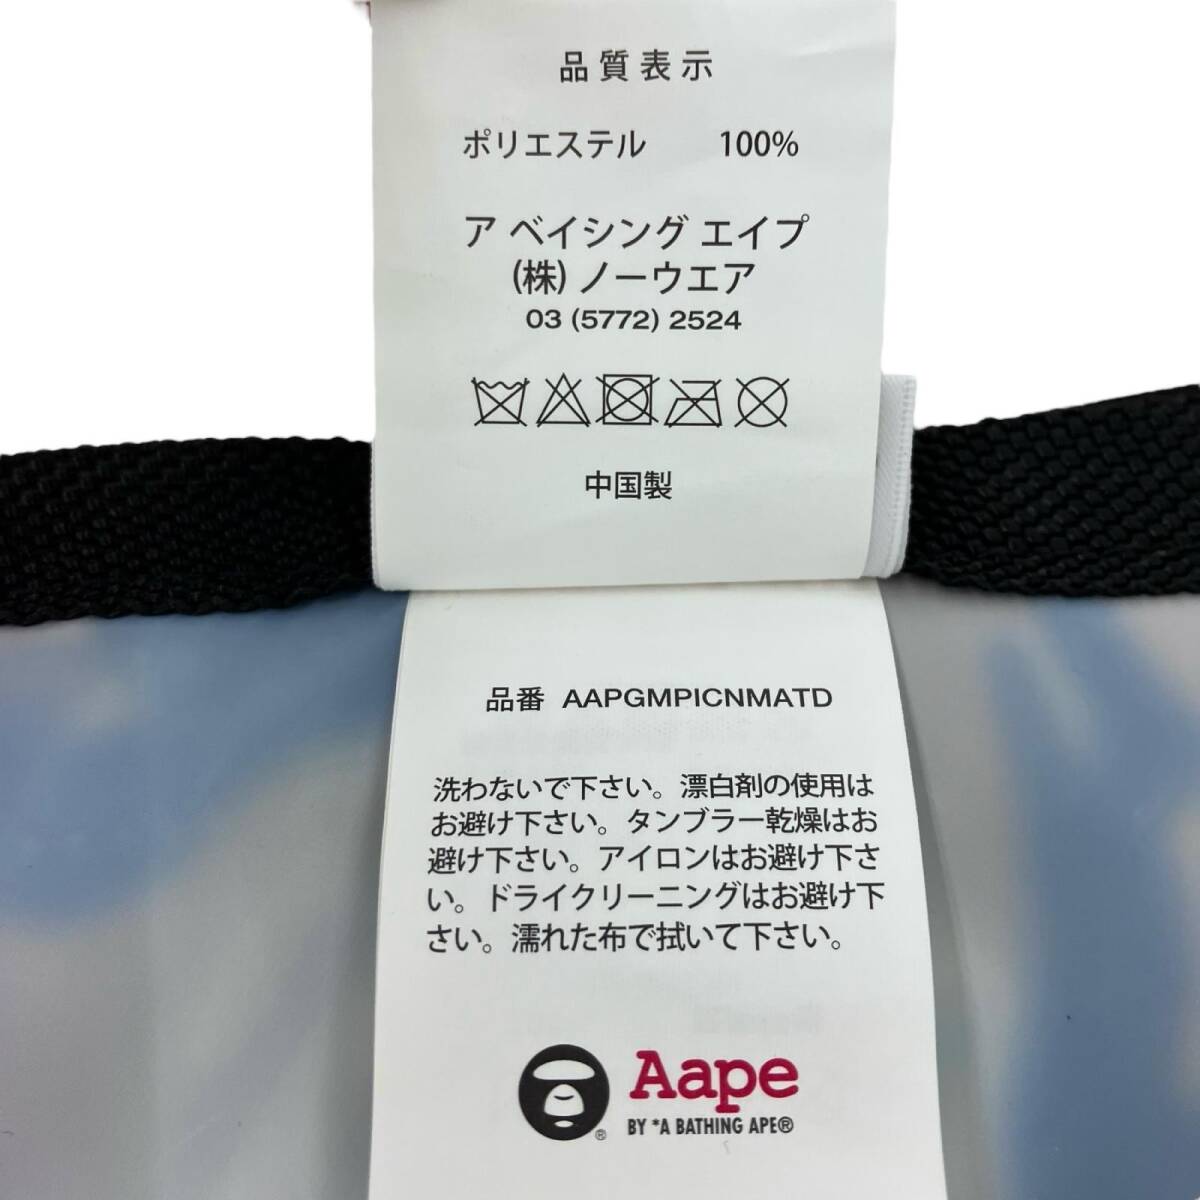 品質表示
ポリエステル 100%
ア ベイシング エイプ
(株) ノーウエア
03 (5772) 2524
中国製
品番 AAPGMPICNMATD
洗わないで下さい。漂白剤の使用は
お避け下さい。タンブラー乾燥はお
避け下さい。アイロンはお避け下さ
い。ドライクリーニングはお避け下
さい。濡れた布で拭いて下さい。
Aape
BY *A BATHING APE®
®